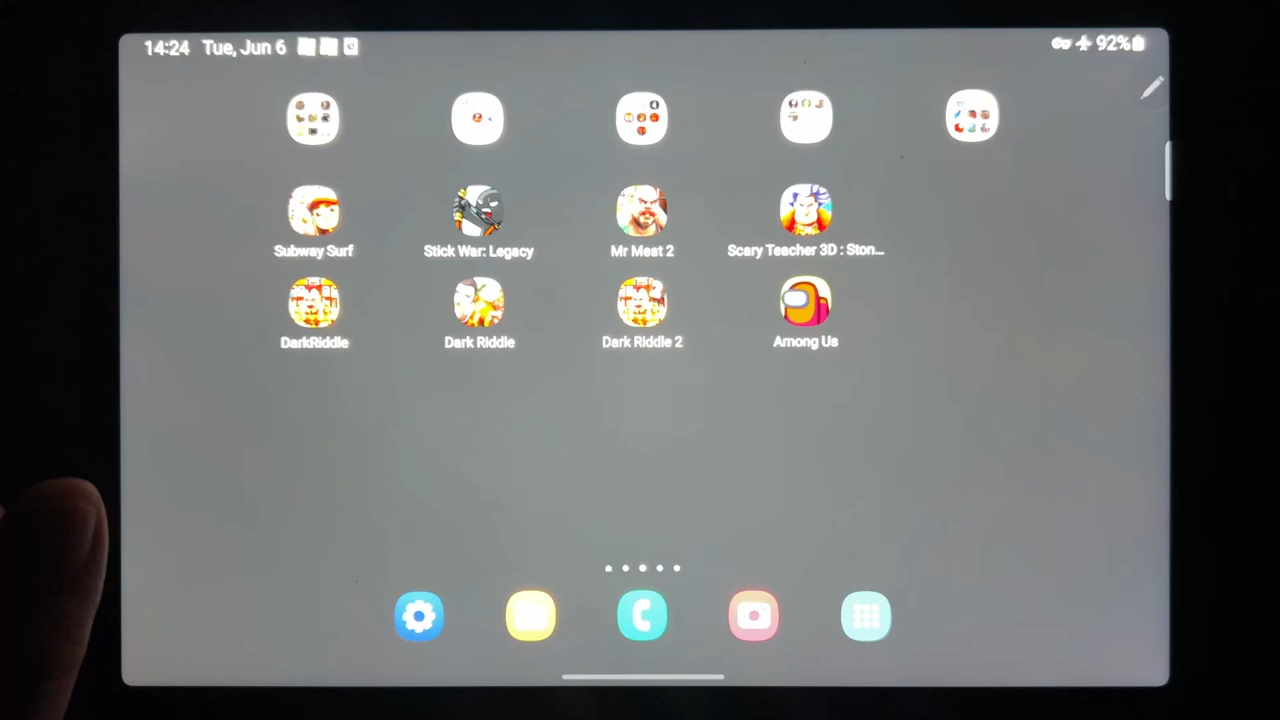 14:24 Tue, Jun 6
92%
Subway Surf
Stick War: Legacy
Mr Meat 2
Scary Teacher 3D : Ston...
DarkRiddle
Dark Riddle
Dark Riddle 2
Among Us